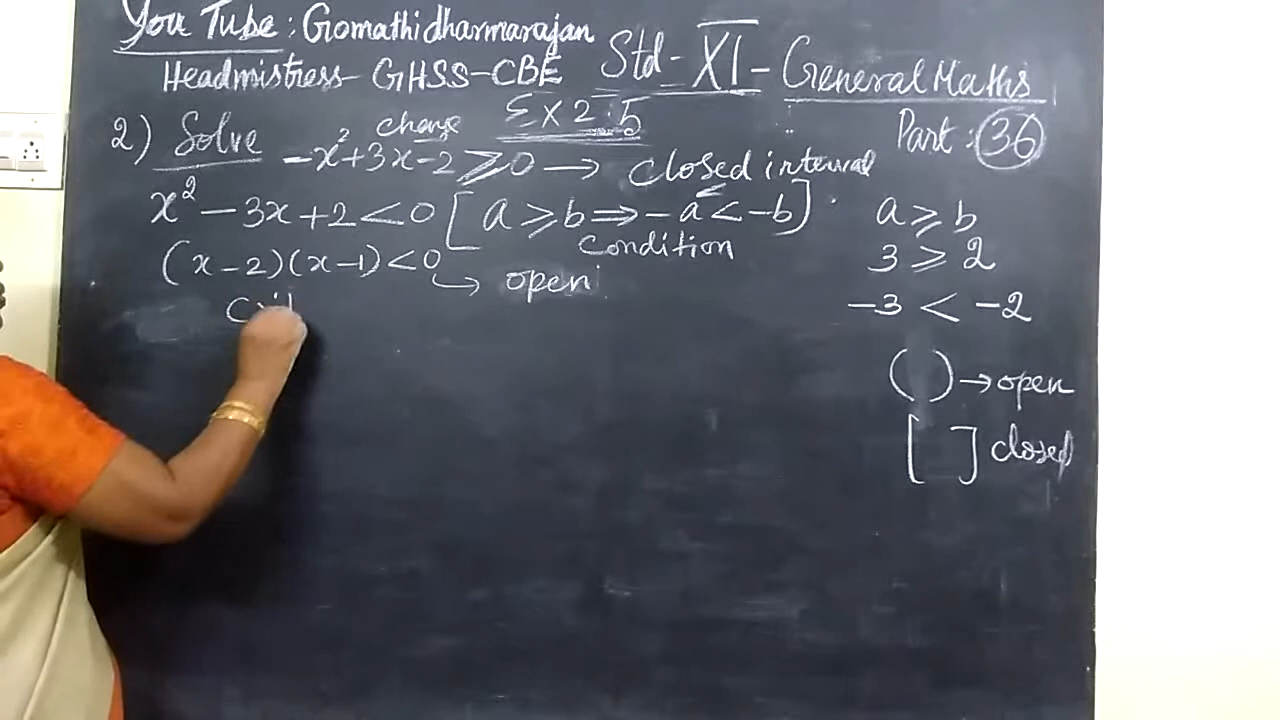 You Tube : Gomathidharmarajan
Headmistress - GHSS-CBE
Std - XI - General Maths
Ex 2.5
Part : 36
2) Solve
change
-x²+3x-2 ⩾ 0 → closed interval
x² - 3x + 2 < 0 [ a ⩾ b ⇒ -a < -b ]
condition
(x-2)(x-1) < 0
↳ open
a ⩾ b
3 ⩾ 2
-3 < -2
( ) → open
[ ] closed